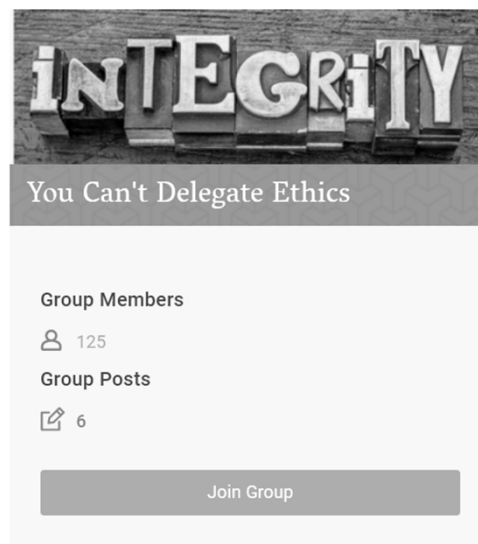 iNTEGRiTY
You Can't Delegate Ethics
Group Members
125
Group Posts
6
Join Group